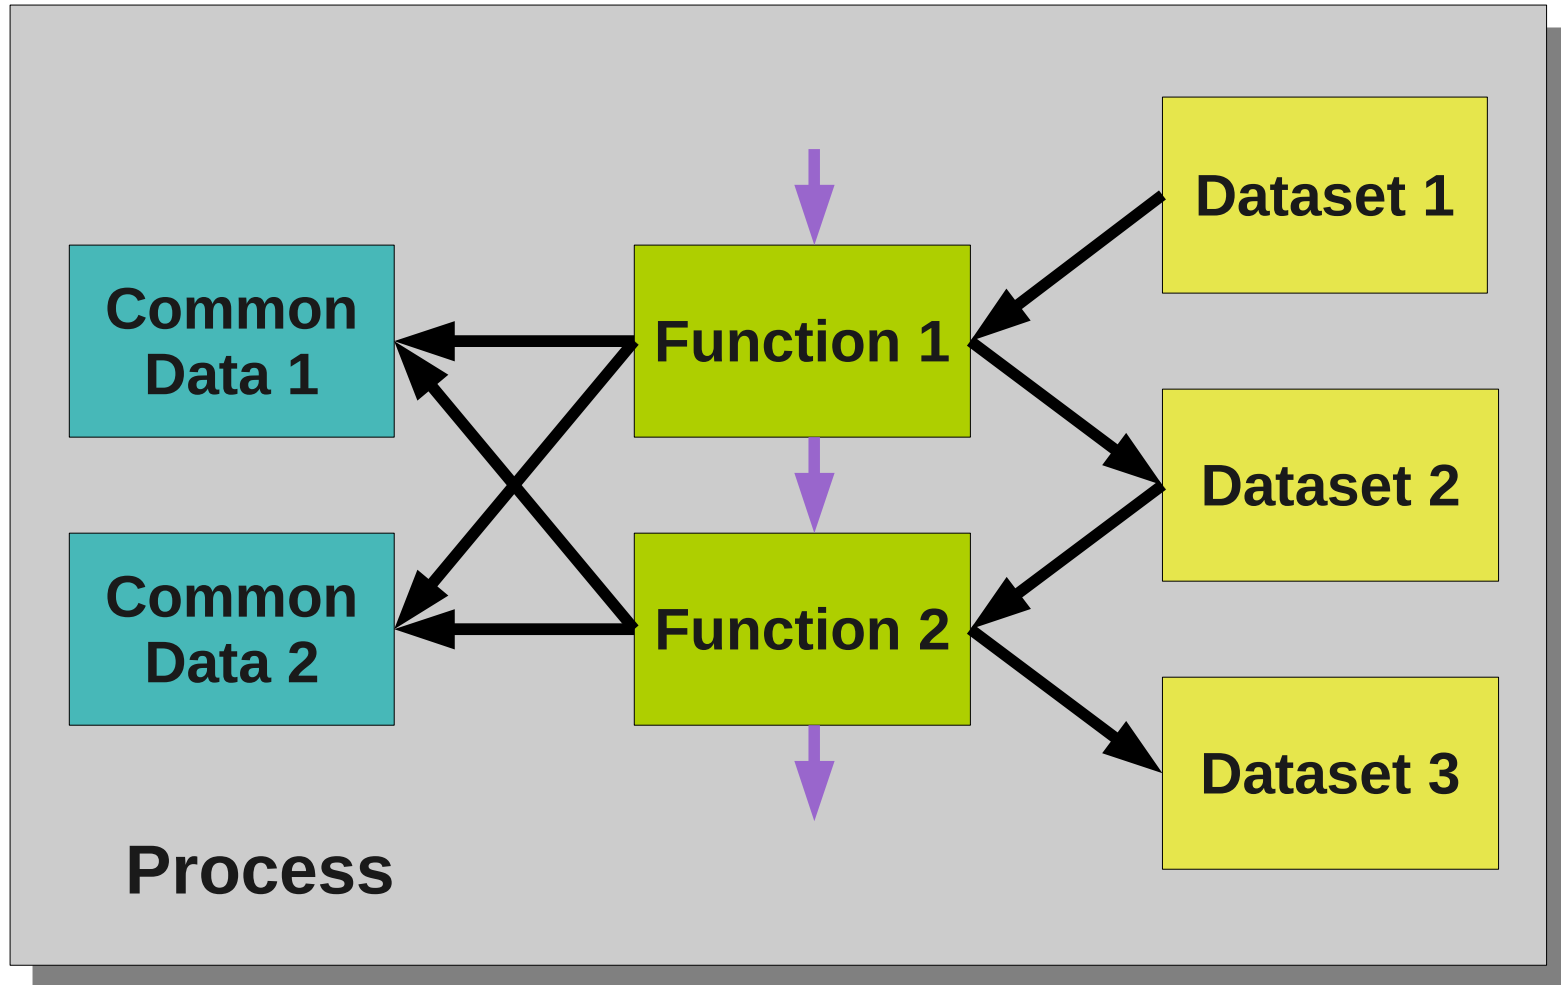 Dataset 1
Common
Data 1
Function 1
Dataset 2
Common
Data 2
Function 2
Dataset 3
Process